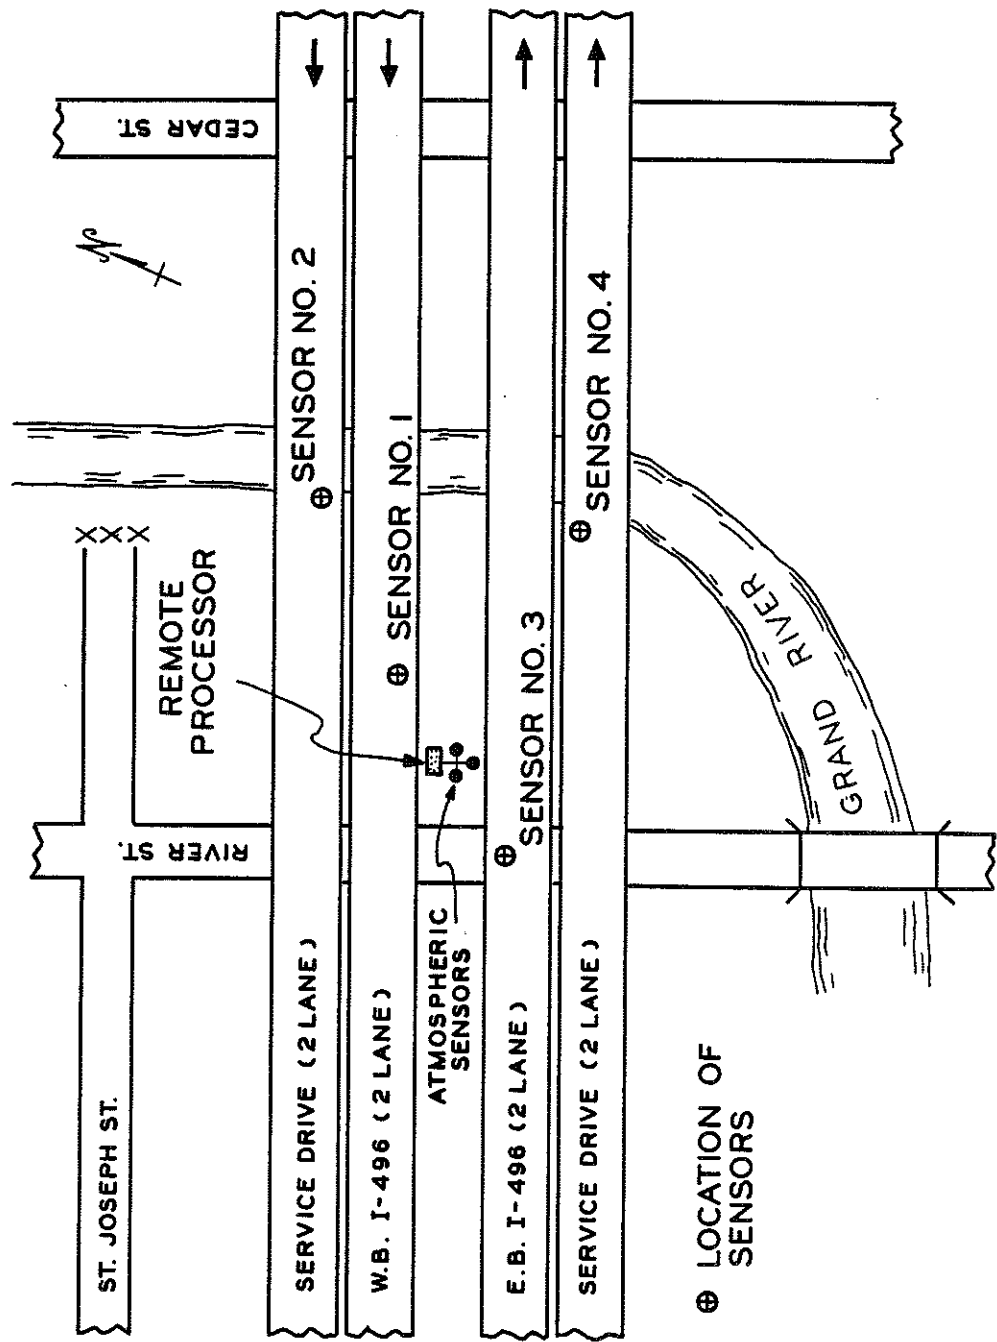 ST. JOSEPH ST.
RIVER ST.
CEDAR ST.
N
REMOTE
PROCESSOR
SERVICE DRIVE (2 LANE)
SENSOR NO. 2
W.B. I-496 (2 LANE)
SENSOR NO. 1
ATMOSPHERIC
SENSORS
E.B. I-496 (2 LANE)
SENSOR NO. 3
SERVICE DRIVE (2 LANE)
SENSOR NO. 4
GRAND RIVER
LOCATION OF
SENSORS